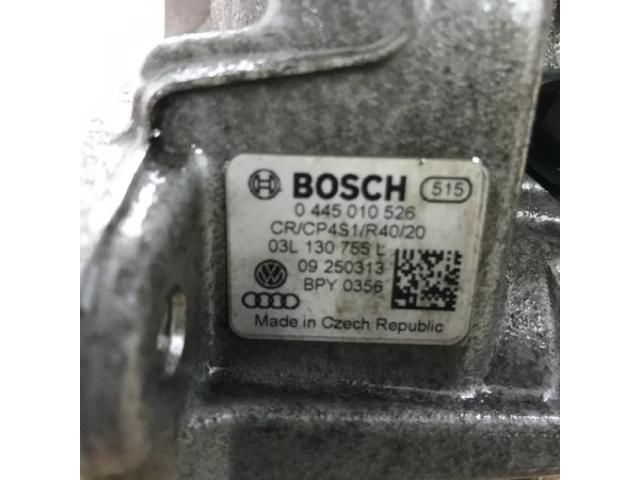 BOSCH 515
0 445 010 526
CR/CP4S1/R40/20
03L 130 755 L
09 250313
BPY 0356
Made in Czech Republic